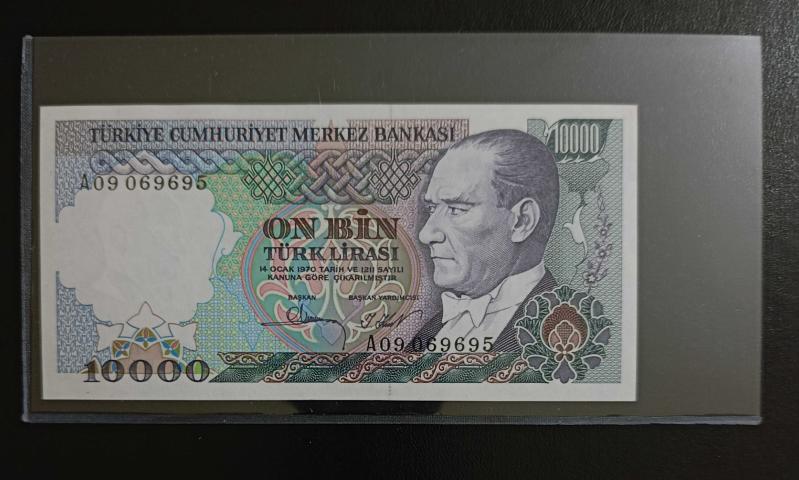 TÜRKİYE CUMHURİYET MERKEZ BANKASI
10000
A09 069695
ON BİN
TÜRK LİRASI
14 OCAK 1970 TARİH VE 1211 SAYILI
KANUNA GÖRE ÇIKARILMIŞTIR
BAŞKAN BAŞKAN YARDIMCISI
A09 069695
10000